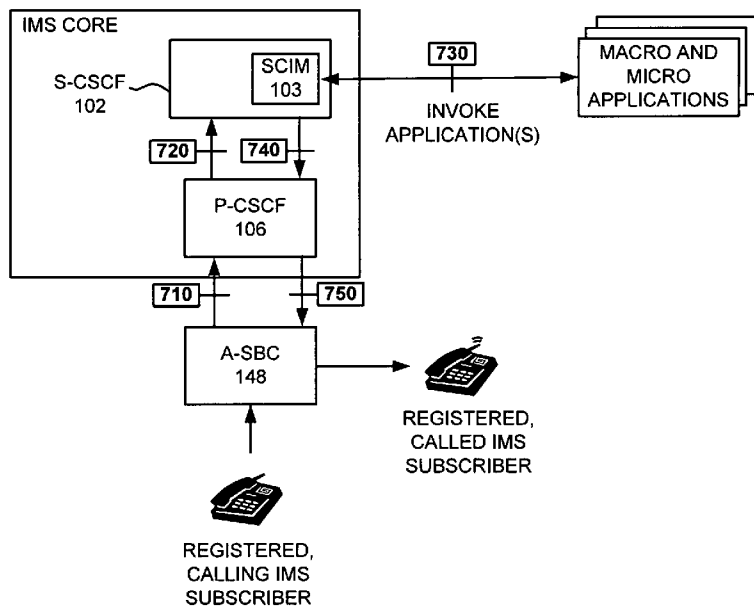 IMS CORE
SCIM
103
S-CSCF
102
730
INVOKE
APPLICATION(S)
MACRO AND
MICRO
APPLICATIONS
720
740
P-CSCF
106
710
750
A-SBC
148
REGISTERED,
CALLED IMS
SUBSCRIBER
REGISTERED,
CALLING IMS
SUBSCRIBER